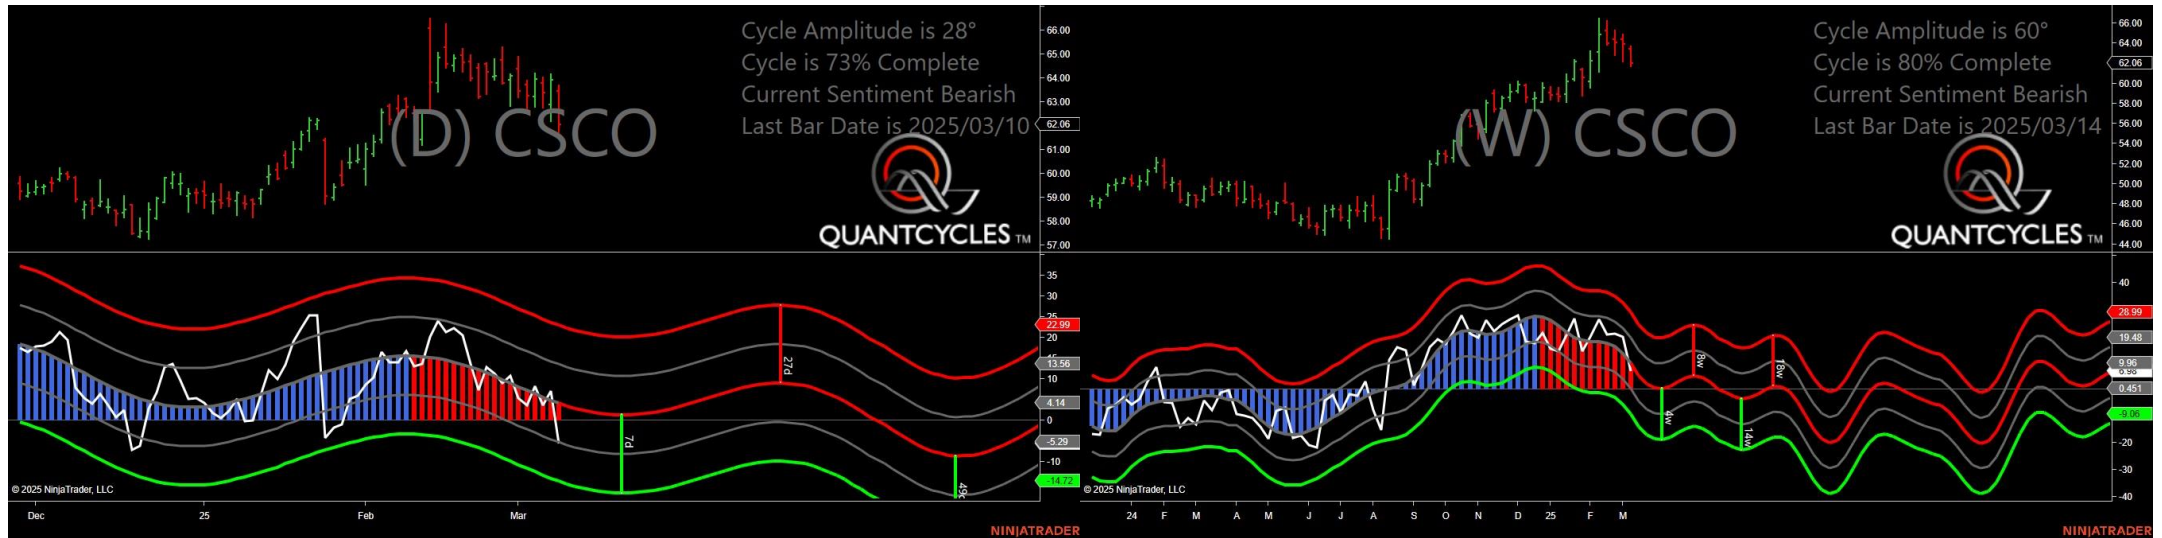 Cycle Amplitude is 28°
Cycle is 73% Complete
Current Sentiment Bearish
Last Bar Date is 2025/03/10
(D) CSCO
QUANTCYCLES TM
66.00
65.00
64.00
63.00
62.06
61.00
60.00
59.00
58.00
57.00
35
30
22.99
20
15
13.56
10
4.14
0
-5.29
-10
-14.72
7d
27d
© 2025 NinjaTrader, LLC
Dec
25
Feb
Mar
NINJATRADER
Cycle Amplitude is 60°
Cycle is 80% Complete
Current Sentiment Bearish
Last Bar Date is 2025/03/14
(W) CSCO
QUANTCYCLES TM
66.00
64.00
62.06
60.00
58.00
56.00
54.00
52.00
50.00
48.00
46.00
44.00
40
28.99
19.48
9.96
6.98
0.451
-9.06
-20
-30
-40
4w
8w
14w
18w
© 2025 NinjaTrader, LLC
24 F M A M J J A S O N D 25 F M
NINJATRADER